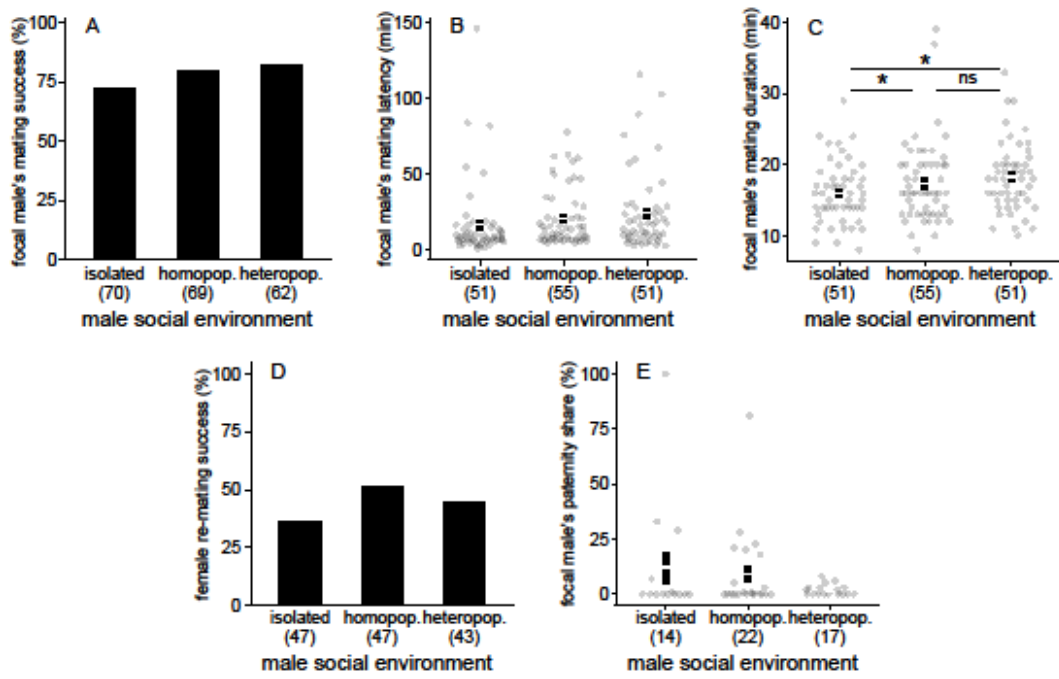 A
focal male's mating success (%)
100
75
50
25
0
isolated homopop. heteropop.
(70) (69) (62)
male social environment
B
focal male's mating latency (min)
150
100
50
0
isolated homopop. heteropop.
(51) (55) (51)
male social environment
C
focal male's mating duration (min)
40
30
20
10
*
* ns
isolated homopop. heteropop.
(51) (55) (51)
male social environment
D
female re-mating success (%)
100
75
50
25
0
isolated homopop. heteropop.
(47) (47) (43)
male social environment
E
focal male's paternity share (%)
100
75
50
25
0
isolated homopop. heteropop.
(14) (22) (17)
male social environment